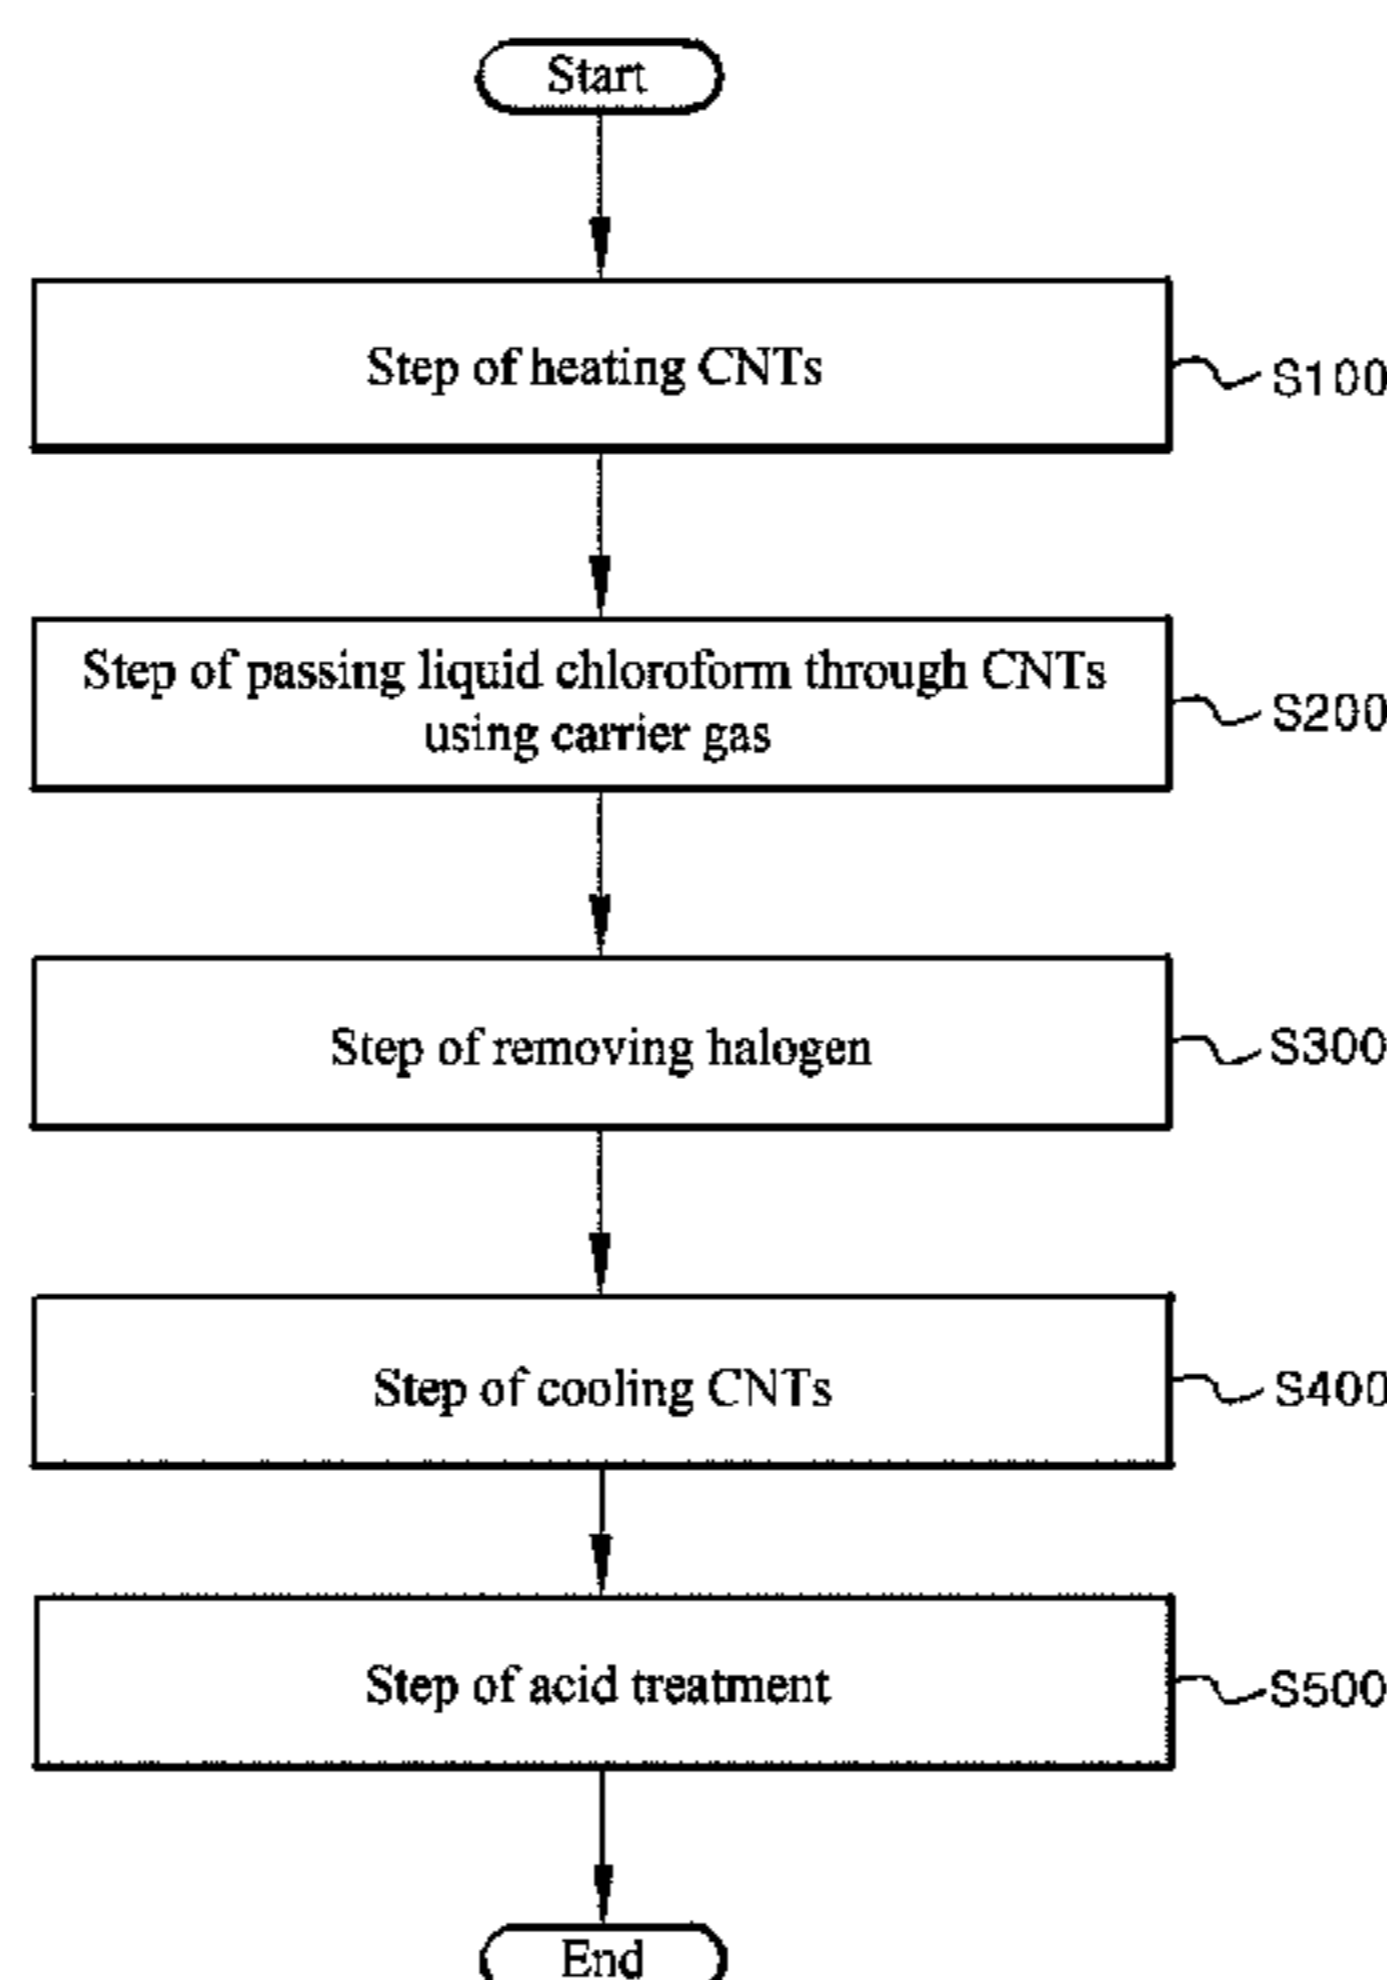 Start
Step of heating CNTs
S100
Step of passing liquid chloroform through CNTs
using carrier gas
S200
Step of removing halogen
S300
Step of cooling CNTs
S400
Step of acid treatment
S500
End